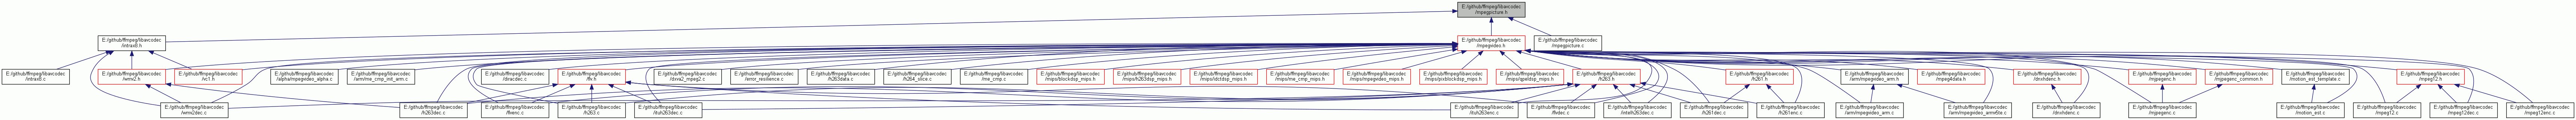 E:/github/ffmpeg/libavcodec
/mpegpicture.h
E:/github/ffmpeg/libavcodec
/intrax8.h
E:/github/ffmpeg/libavcodec
/mpegvideo.h
E:/github/ffmpeg/libavcodec
/mpegpicture.c
E:/github/ffmpeg/libavcodec
/intrax8.c
E:/github/ffmpeg/libavcodec
/wmv2.h
E:/github/ffmpeg/libavcodec
/vc1.h
E:/github/ffmpeg/libavcodec
/alpha/mpegvideo_alpha.c
E:/github/ffmpeg/libavcodec
/arm/me_cmp_init_arm.c
E:/github/ffmpeg/libavcodec
/diracdec.c
E:/github/ffmpeg/libavcodec
/flv.h
E:/github/ffmpeg/libavcodec
/dxva2_mpeg2.c
E:/github/ffmpeg/libavcodec
/error_resilience.c
E:/github/ffmpeg/libavcodec
/h263data.c
E:/github/ffmpeg/libavcodec
/h264_slice.c
E:/github/ffmpeg/libavcodec
/me_cmp.c
E:/github/ffmpeg/libavcodec
/mips/blockdsp_mips.h
E:/github/ffmpeg/libavcodec
/mips/h263dsp_mips.h
E:/github/ffmpeg/libavcodec
/mips/idctdsp_mips.h
E:/github/ffmpeg/libavcodec
/mips/me_cmp_mips.h
E:/github/ffmpeg/libavcodec
/mips/mpegvideo_mips.h
E:/github/ffmpeg/libavcodec
/mips/pixblockdsp_mips.h
E:/github/ffmpeg/libavcodec
/mips/qpeldsp_mips.h
E:/github/ffmpeg/libavcodec
/h263.h
E:/github/ffmpeg/libavcodec
/h261.h
E:/github/ffmpeg/libavcodec
/arm/mpegvideo_arm.h
E:/github/ffmpeg/libavcodec
/mpeg4data.h
E:/github/ffmpeg/libavcodec
/dnxhdenc.h
E:/github/ffmpeg/libavcodec
/mjpegenc.h
E:/github/ffmpeg/libavcodec
/mjpegenc_common.h
E:/github/ffmpeg/libavcodec
/motion_est_template.c
E:/github/ffmpeg/libavcodec
/mpeg12.h
E:/github/ffmpeg/libavcodec
/wmv2dec.c
E:/github/ffmpeg/libavcodec
/h263dec.c
E:/github/ffmpeg/libavcodec
/flvenc.c
E:/github/ffmpeg/libavcodec
/h263.c
E:/github/ffmpeg/libavcodec
/ituh263dec.c
E:/github/ffmpeg/libavcodec
/ituh263enc.c
E:/github/ffmpeg/libavcodec
/flvdec.c
E:/github/ffmpeg/libavcodec
/intelh263dec.c
E:/github/ffmpeg/libavcodec
/h261dec.c
E:/github/ffmpeg/libavcodec
/h261enc.c
E:/github/ffmpeg/libavcodec
/arm/mpegvideo_arm.c
E:/github/ffmpeg/libavcodec
/arm/mpegvideo_armv5te.c
E:/github/ffmpeg/libavcodec
/dnxhdenc.c
E:/github/ffmpeg/libavcodec
/mjpegenc.c
E:/github/ffmpeg/libavcodec
/motion_est.c
E:/github/ffmpeg/libavcodec
/mpeg12.c
E:/github/ffmpeg/libavcodec
/mpeg12dec.c
E:/github/ffmpeg/libavcodec
/mpeg12enc.c